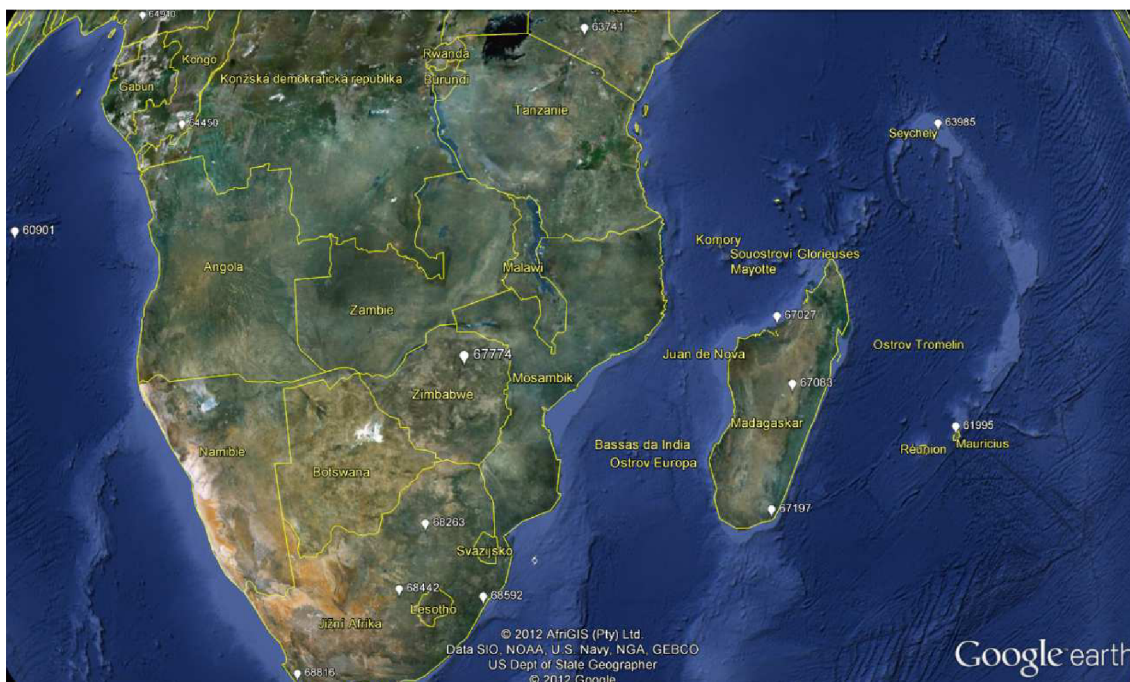 64910
63741
Rwanda
Kongo
Konžská demokratická republika
Burundi
Gabun
Tanzanie
64450
63985
Seychely
60901
Komory
Souostroví Glorieuses
Angola
Malawi
Mayotte
Zambie
67027
Ostrov Tromelin
67774
Juan de Nova
Mosambik
67083
Zimbabwe
Madagaskar
61995
Bassas da India
Mauricius
Namibie
Réunion
Ostrov Europa
Botswana
67197
68263
Svazijsko
68442
68592
Lesotho
Jižní Afrika
© 2012 AfriGIS (Pty) Ltd.
Data SIO, NOAA, U.S. Navy, NGA, GEBCO
US Dept of State Geographer
© 2012 Google
Google earth
68816